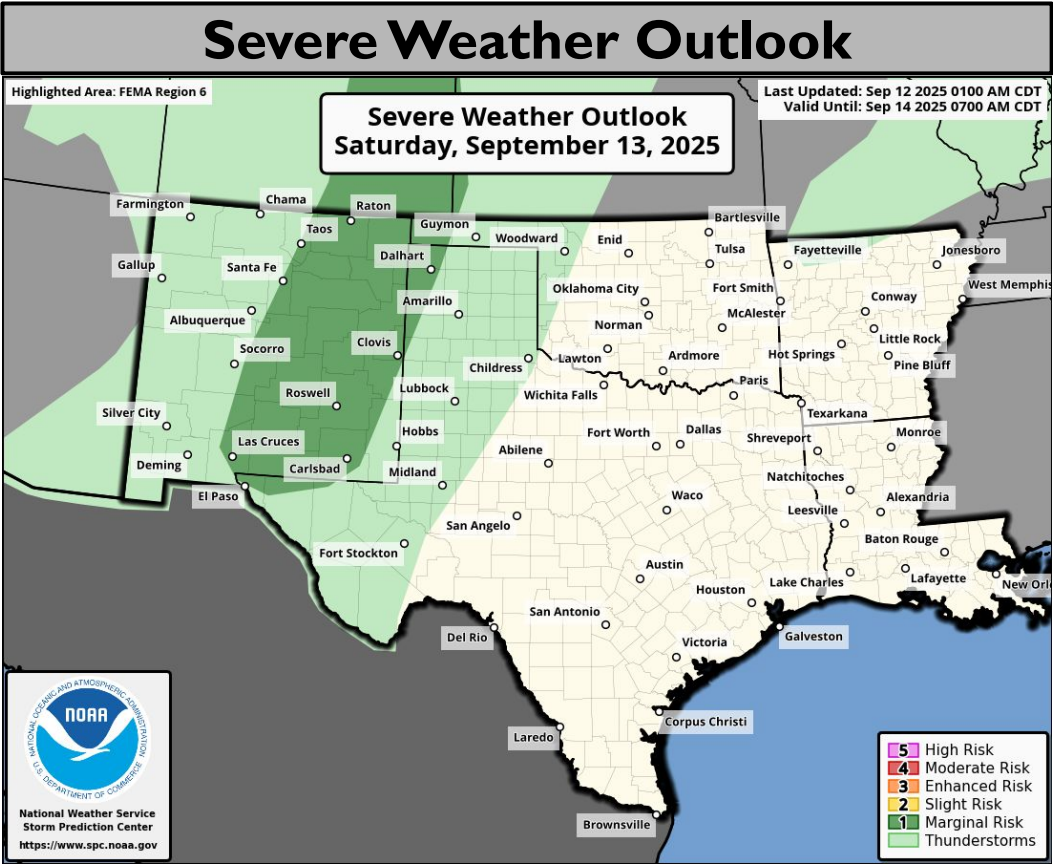 Severe Weather Outlook
Highlighted Area: FEMA Region 6
Last Updated: Sep 12 2025 0100 AM CDT
Valid Until: Sep 14 2025 0700 AM CDT
Severe Weather Outlook
Saturday, September 13, 2025
Farmington
Chama
Raton
Taos
Guymon
Woodward
Enid
Bartlesville
Tulsa
Fayetteville
Jonesboro
Gallup
Santa Fe
Dalhart
Oklahoma City
Fort Smith
West Memphis
Amarillo
Conway
Albuquerque
Norman
McAlester
Little Rock
Socorro
Clovis
Childress
Lawton
Ardmore
Hot Springs
Pine Bluff
Roswell
Lubbock
Wichita Falls
Paris
Texarkana
Silver City
Las Cruces
Hobbs
Fort Worth
Dallas
Shreveport
Monroe
Deming
Carlsbad
Midland
Abilene
Natchitoches
El Paso
Waco
Leesville
Alexandria
San Angelo
Baton Rouge
Fort Stockton
Austin
Houston
Lake Charles
Lafayette
New Orl
San Antonio
Del Rio
Victoria
Galveston
Laredo
Corpus Christi
Brownsville
NATIONAL OCEANIC AND ATMOSPHERIC ADMINISTRATION
NOAA
U.S. DEPARTMENT OF COMMERCE
National Weather Service
Storm Prediction Center
https://www.spc.noaa.gov
5 High Risk
4 Moderate Risk
3 Enhanced Risk
2 Slight Risk
1 Marginal Risk
Thunderstorms